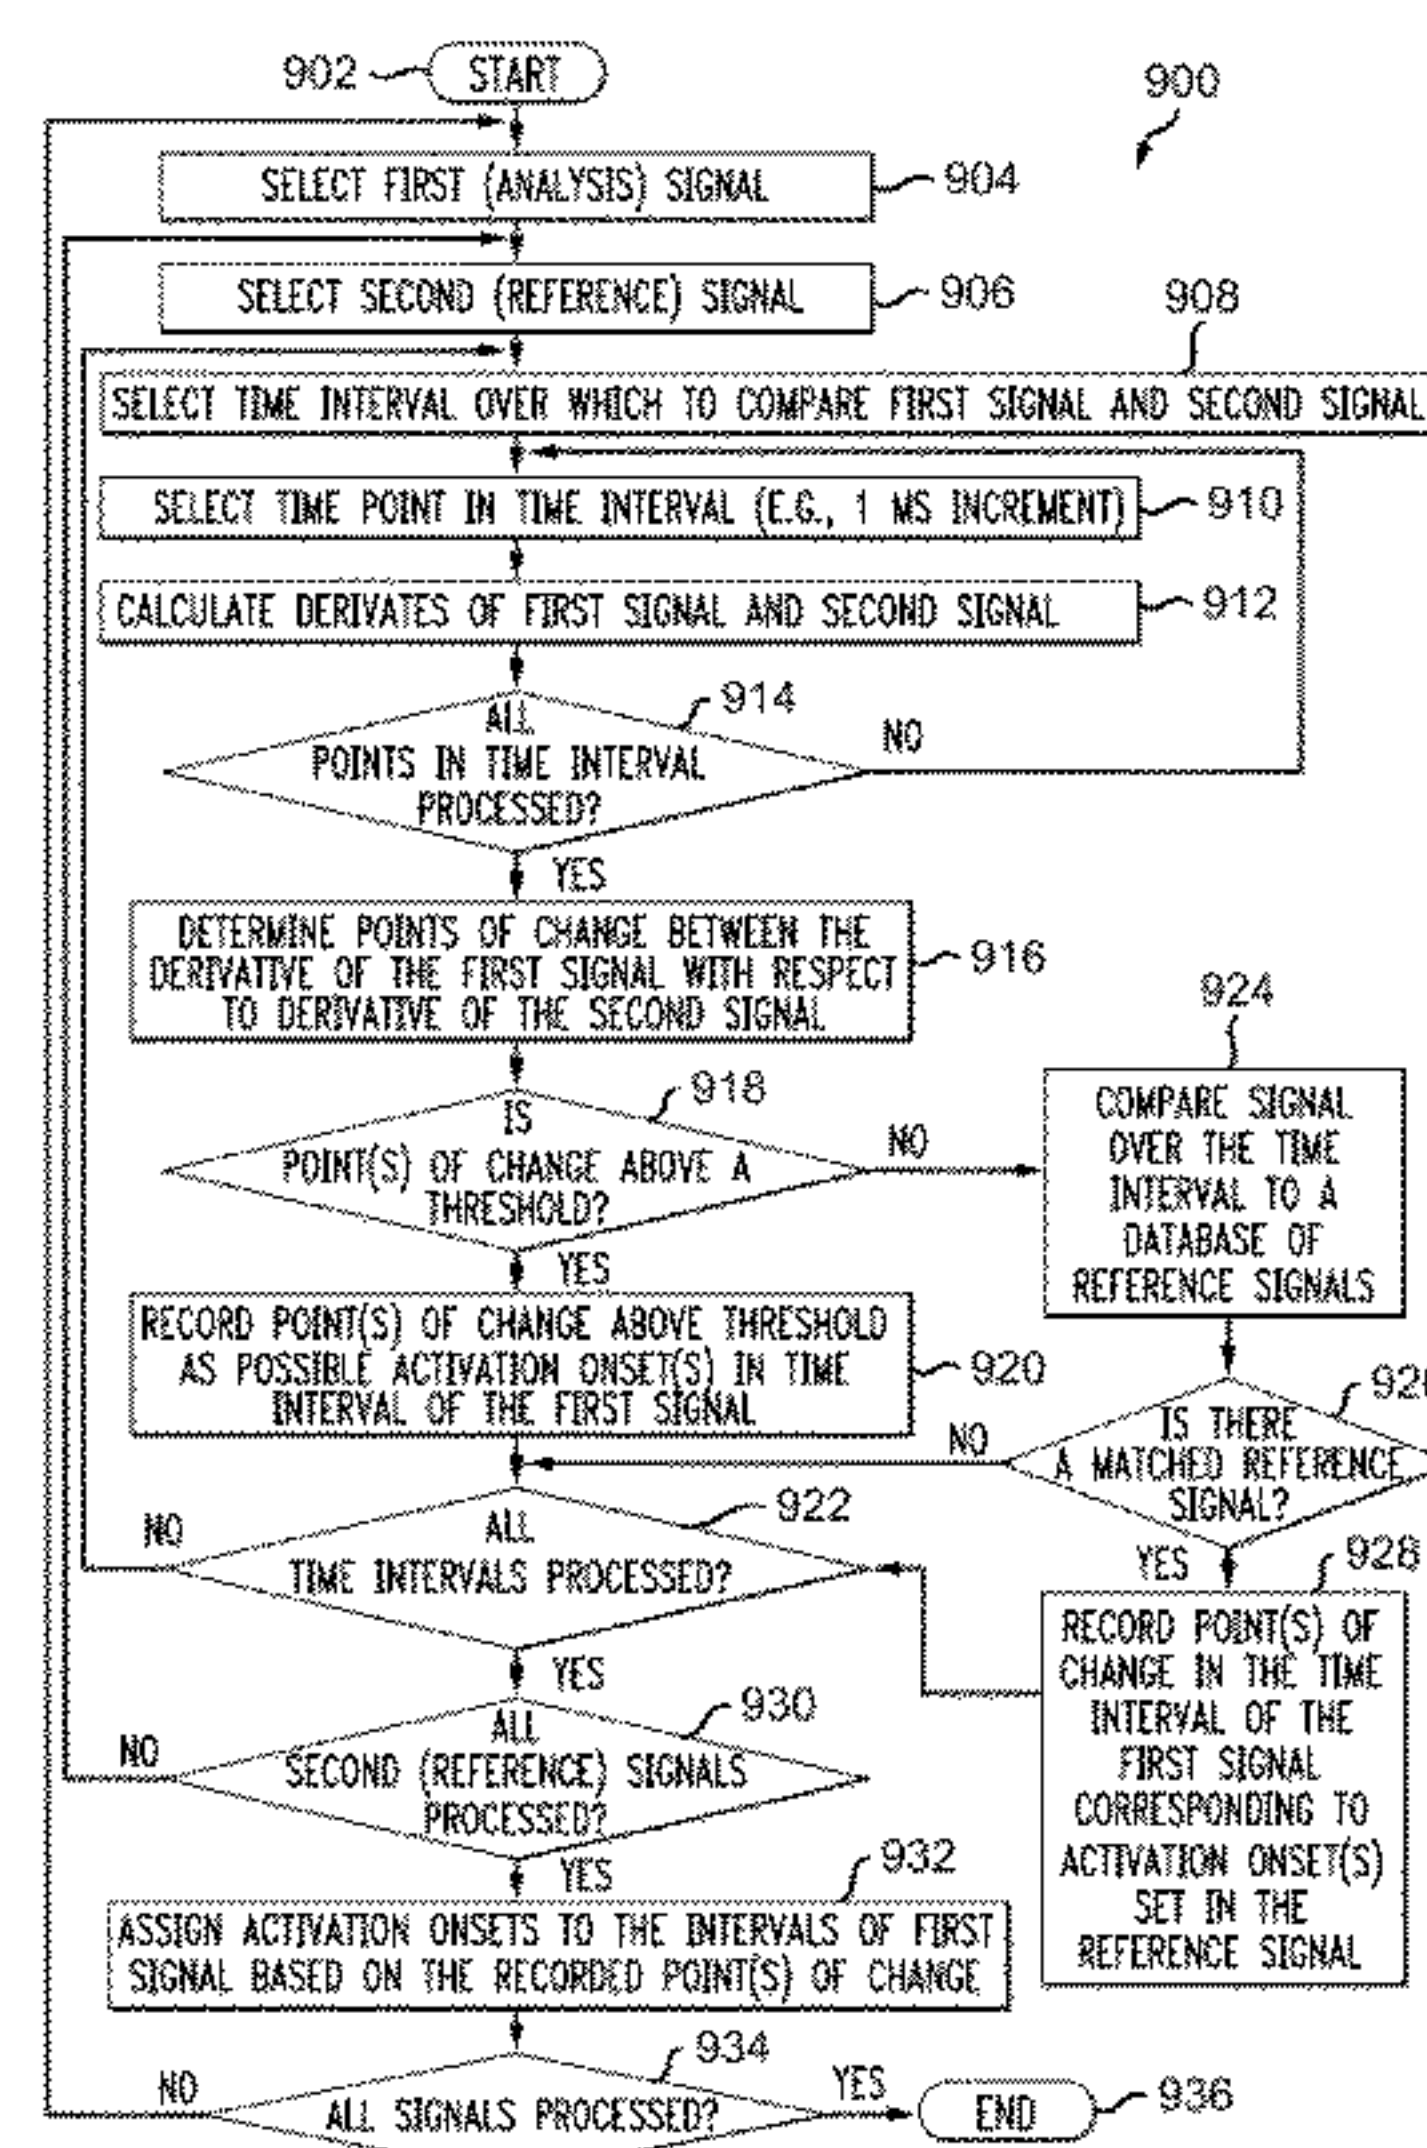 902
START
900
SELECT FIRST (ANALYSIS) SIGNAL
904
SELECT SECOND (REFERENCE) SIGNAL
906
908
SELECT TIME INTERVAL OVER WHICH TO COMPARE FIRST SIGNAL AND SECOND SIGNAL
SELECT TIME POINT IN TIME INTERVAL (E.G., 1 MS INCREMENT)
910
CALCULATE DERIVATES OF FIRST SIGNAL AND SECOND SIGNAL
912
914
ALL
POINTS IN TIME INTERVAL
PROCESSED?
NO
YES
DETERMINE POINTS OF CHANGE BETWEEN THE
DERIVATIVE OF THE FIRST SIGNAL WITH RESPECT
TO DERIVATIVE OF THE SECOND SIGNAL
916
918
IS
POINT(S) OF CHANGE ABOVE A
THRESHOLD?
NO
YES
924
COMPARE SIGNAL
OVER THE TIME
INTERVAL TO A
DATABASE OF
REFERENCE SIGNALS
RECORD POINT(S) OF CHANGE ABOVE THRESHOLD
AS POSSIBLE ACTIVATION ONSET(S) IN TIME
INTERVAL OF THE FIRST SIGNAL
920
IS THERE
A MATCHED REFERENCE
SIGNAL?
NO
YES
922
ALL
TIME INTERVALS PROCESSED?
NO
YES
928
RECORD POINT(S) OF
CHANGE IN THE TIME
INTERVAL OF THE
FIRST SIGNAL
CORRESPONDING TO
ACTIVATION ONSET(S)
SET IN THE
REFERENCE SIGNAL
930
ALL
SECOND (REFERENCE) SIGNALS
PROCESSED?
NO
YES
932
ASSIGN ACTIVATION ONSETS TO THE INTERVALS OF FIRST
SIGNAL BASED ON THE RECORDED POINT(S) OF CHANGE
934
ALL SIGNALS PROCESSED?
NO
YES
END
936